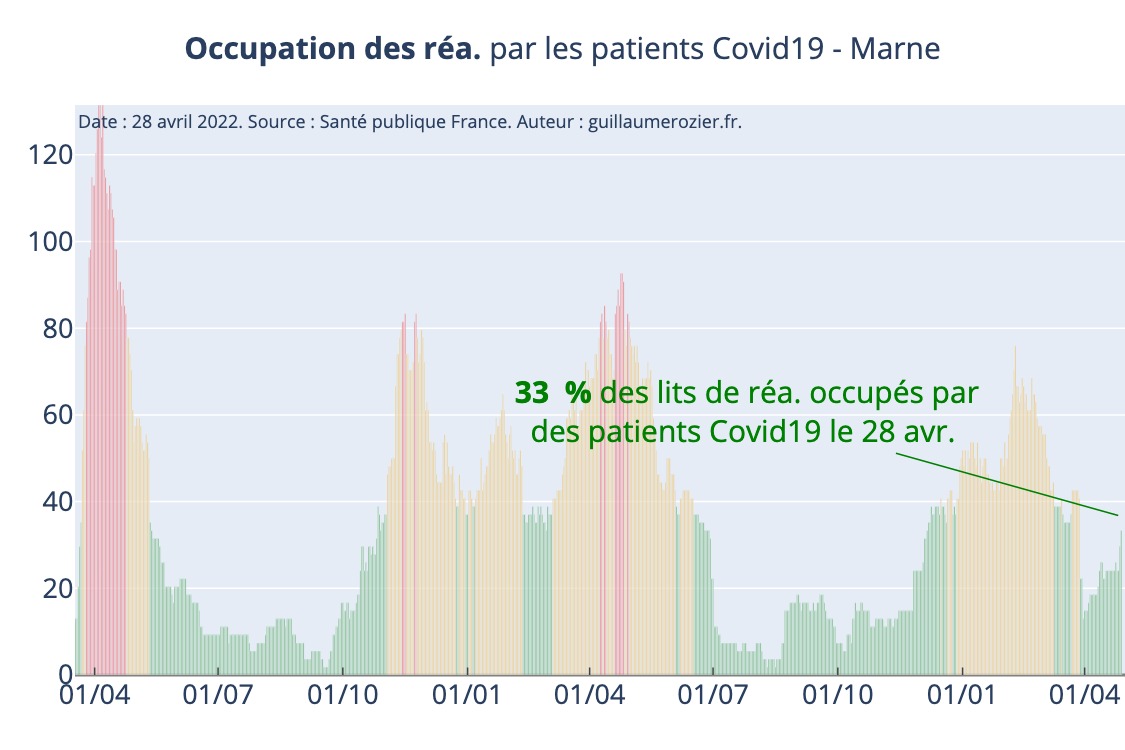 Occupation des réa. par les patients Covid19 - Marne
Date : 28 avril 2022. Source : Santé publique France. Auteur : guillaumerozier.fr.
120
100
80
33 % des lits de réa. occupés par
60
des patients Covid19 le 28 avr.
40
20
0
01/04 01/07 01/10 01/01 01/04 01/07 01/10 01/01 01/04